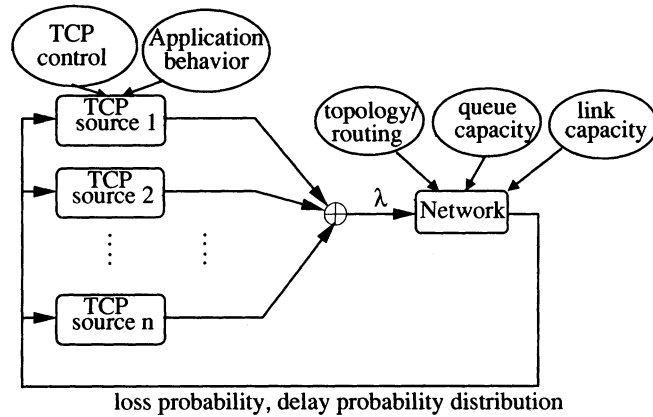 TCP
control
Application
behavior
TCP
source 1
topology/
routing
queue
capacity
link
capacity
TCP
source 2
λ
Network
TCP
source n
loss probability, delay probability distribution